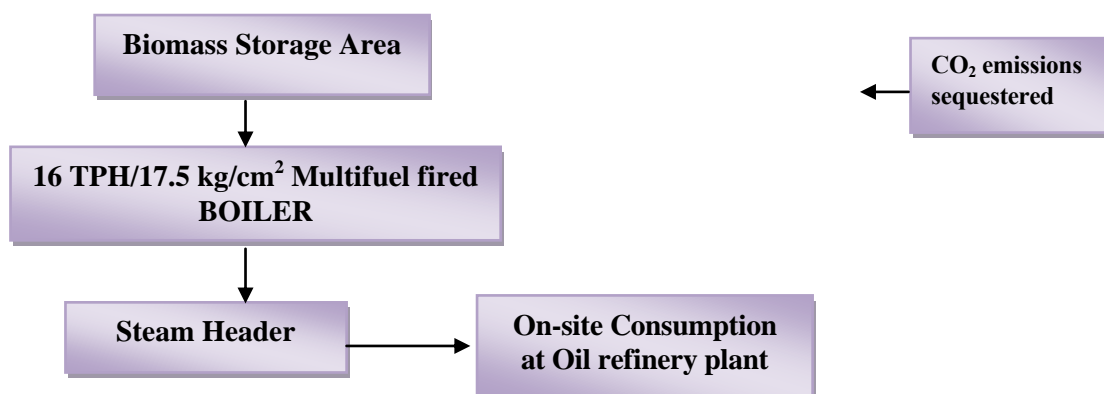 Biomass Storage Area
CO₂ emissions
sequestered
16 TPH/17.5 kg/cm² Multifuel fired
BOILER
Steam Header
On-site Consumption
at Oil refinery plant